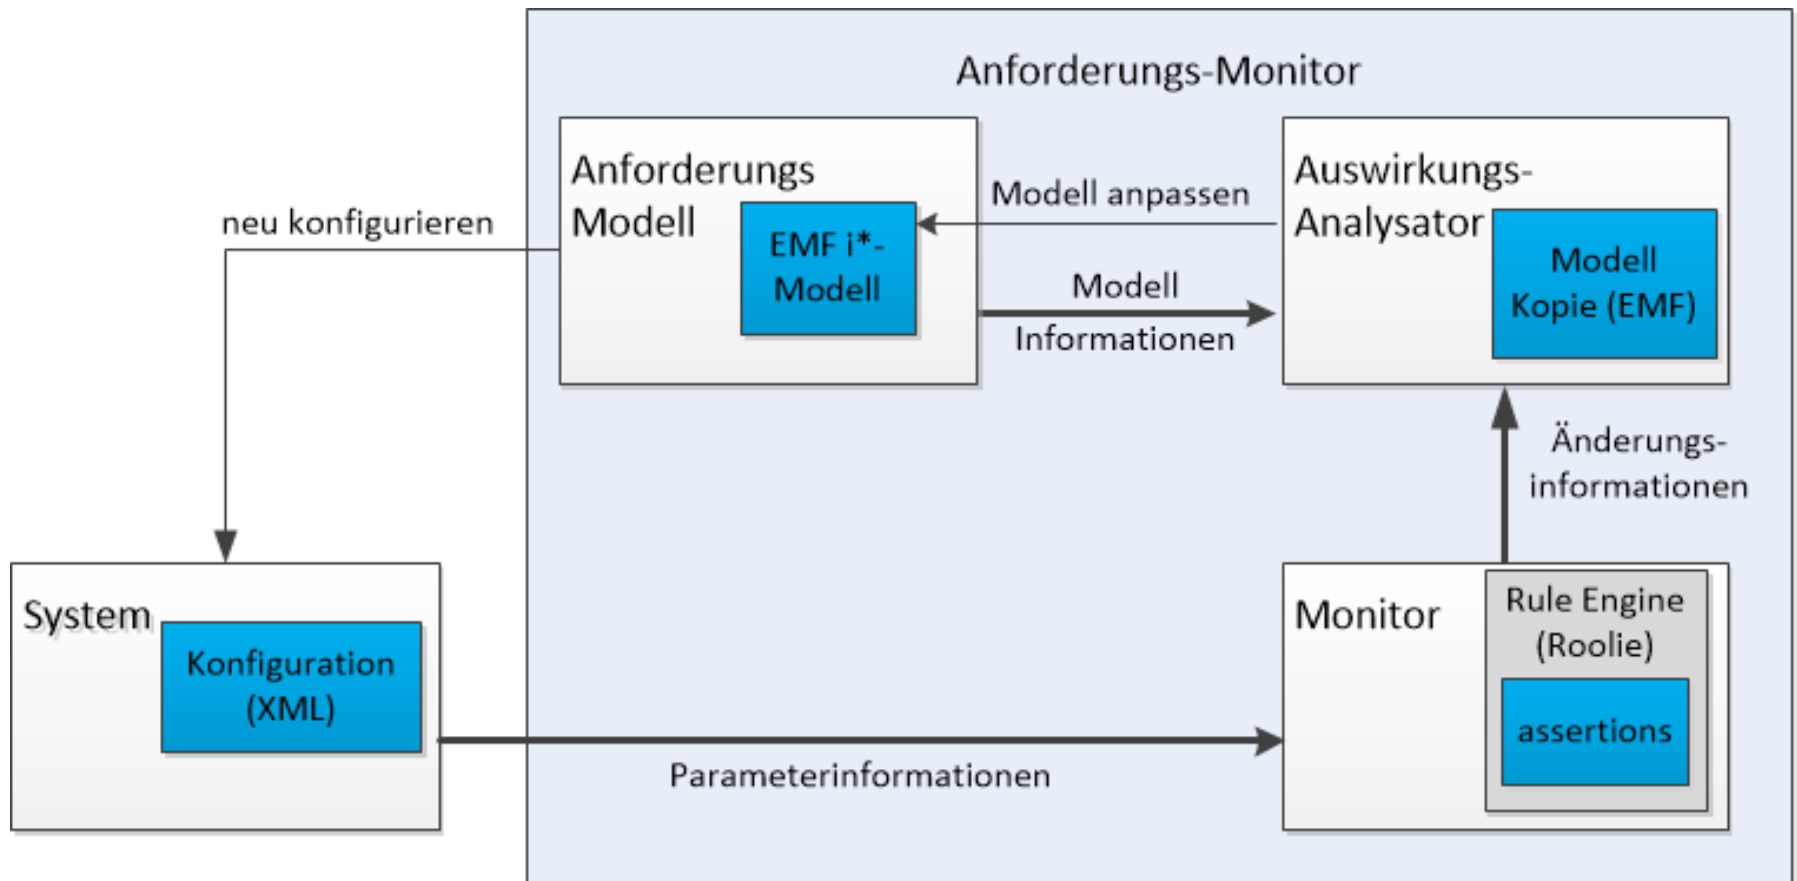 Anforderungs-Monitor
Anforderungs
Modell
EMF i*-
Modell
Modell anpassen
Modell
Informationen
Auswirkungs-
Analysator
Modell
Kopie (EMF)
neu konfigurieren
Änderungs-
informationen
System
Konfiguration
(XML)
Parameterinformationen
Monitor
Rule Engine
(Roolie)
assertions